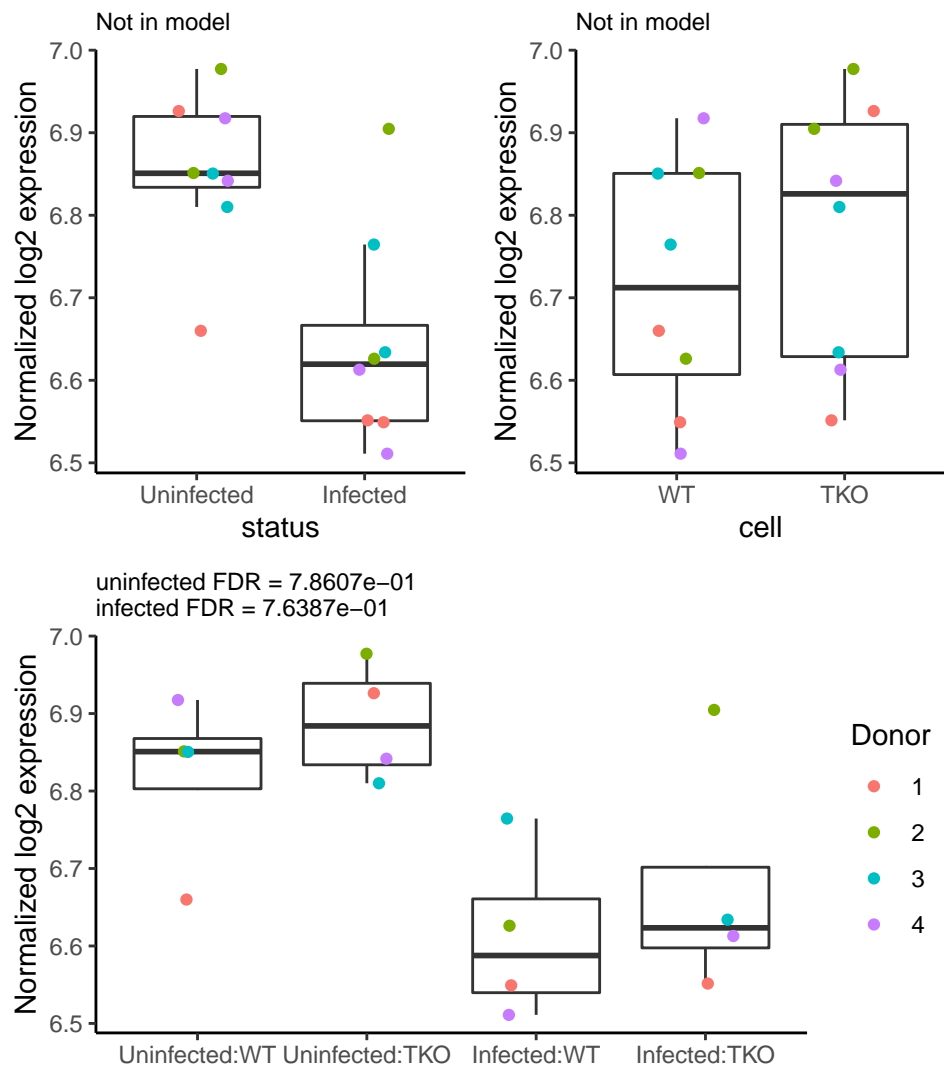 Not in model
Normalized log2 expression
7.0
6.9
6.8
6.7
6.6
6.5
Uninfected Infected
status
Not in model
Normalized log2 expression
7.0
6.9
6.8
6.7
6.6
6.5
WT TKO
cell
uninfected FDR = 7.8607e−01
infected FDR = 7.6387e−01
Normalized log2 expression
7.0
6.9
6.8
6.7
6.6
6.5
Uninfected:WT Uninfected:TKO Infected:WT Infected:TKO
Donor
1
2
3
4